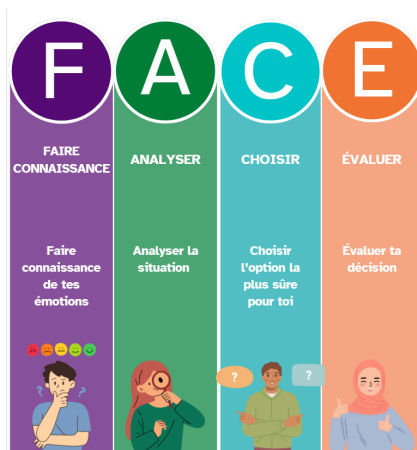 F
A
C
E
FAIRE
CONNAISSANCE
ANALYSER
CHOISIR
ÉVALUER
Faire
connaissance
de tes
émotions
Analyser la
situation
Choisir
l'option la
plus sûre
pour toi
Évaluer ta
décision
?
?
?
?